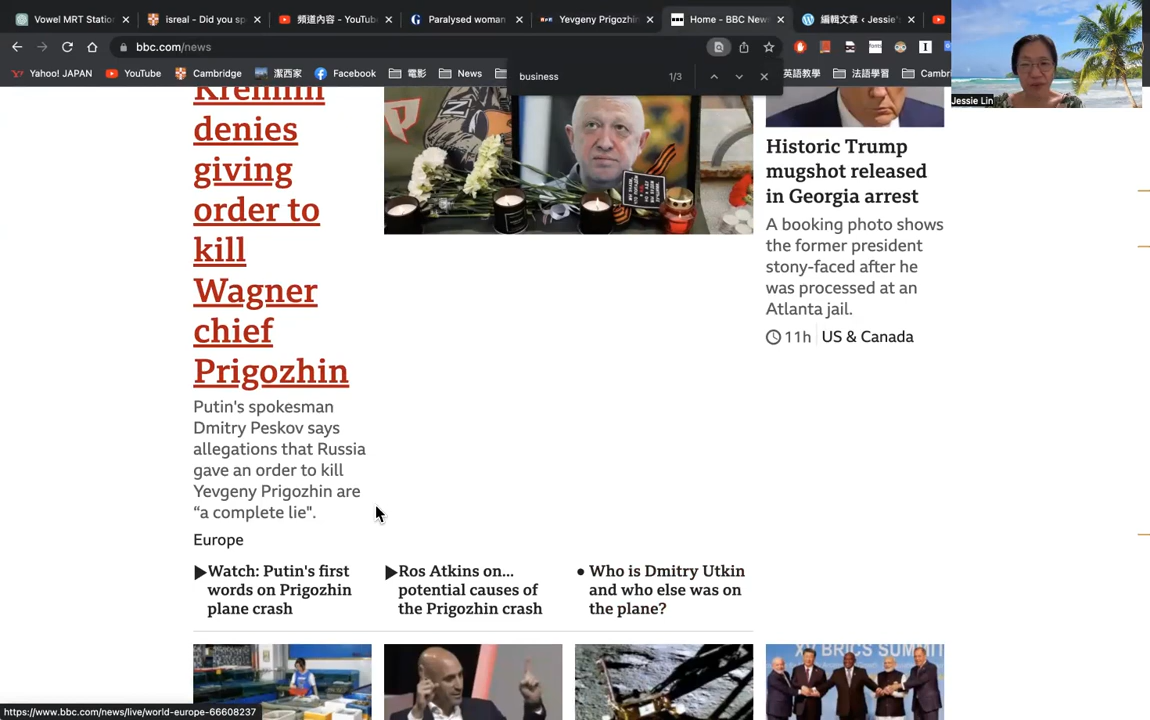 Vowel MRT Station
isreal - Did you sp
頻道內容 - YouTube
Paralysed woman
Yevgeny Prigozhin
Home - BBC News
編輯文章 ‹ Jessie's
bbc.com/news
Yahoo! JAPAN
YouTube
Cambridge
潔西家
Facebook
電影
News
英語教學
法語學習
Cambri
business
1/3
Jessie Lin
Kremlin
denies
giving
order to
kill
Wagner
chief
Prigozhin
Putin's spokesman
Dmitry Peskov says
allegations that Russia
gave an order to kill
Yevgeny Prigozhin are
“a complete lie".
Europe
Historic Trump
mugshot released
in Georgia arrest
A booking photo shows
the former president
stony-faced after he
was processed at an
Atlanta jail.
11h
US & Canada
Watch: Putin's first
words on Prigozhin
plane crash
Ros Atkins on...
potential causes of
the Prigozhin crash
Who is Dmitry Utkin
and who else was on
the plane?
XV BRICS SUMMIT
https://www.bbc.com/news/live/world-europe-66608237